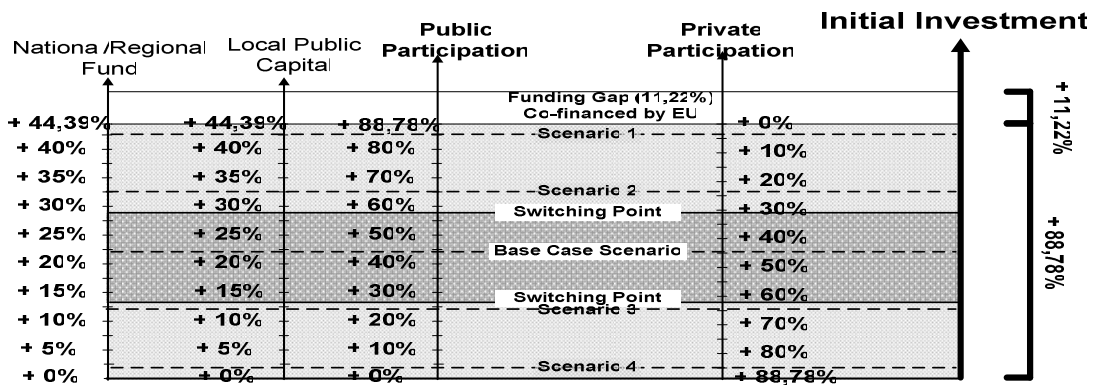 Initial Investment
Nationa/Regional
Fund
Local Public
Capital
Public
Participation
Private
Participation
Funding Gap (11,22%)
Co-financed by EU
+ 44,39%
+ 44,39%
+ 88,78%
+ 0%
Scenario 1
+ 40%
+ 40%
+ 80%
+ 10%
+ 35%
+ 35%
+ 70%
+ 20%
Scenario 2
+ 30%
+ 30%
+ 60%
+ 30%
Switching Point
+ 25%
+ 25%
+ 50%
+ 40%
Base Case Scenario
+ 20%
+ 20%
+ 40%
+ 50%
+ 15%
+ 15%
+ 30%
+ 60%
Switching Point
Scenario 3
+ 10%
+ 10%
+ 20%
+ 70%
+ 5%
+ 5%
+ 10%
+ 80%
Scenario 4
+ 0%
+ 0%
+ 0%
+ 88,78%
+11,22%
+88,78%